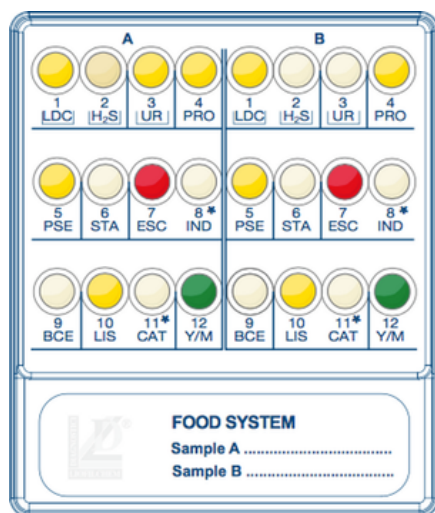 A B
1 2 3 4 1 2 3 4
LDC H₂S UR PRO LDC H₂S UR PRO
5 6 7 8* 5 6 7 8*
PSE STA ESC IND PSE STA ESC IND
9 10 11* 12 9 10 11* 12
BCE LIS CAT Y/M BCE LIS CAT Y/M
FOOD SYSTEM
Sample A ........................................
Sample B ........................................